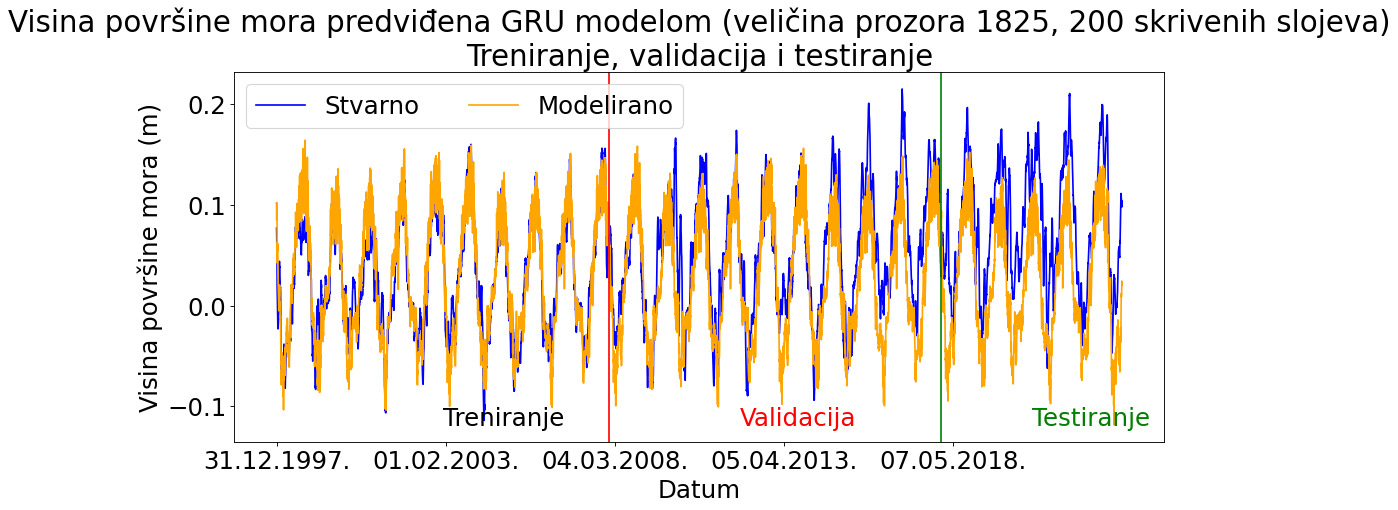 Visina površine mora predviđena GRU modelom (veličina prozora 1825, 200 skrivenih slojeva)
Treniranje, validacija i testiranje
Stvarno
Modelirano
Visina površine mora (m)
0.2
0.1
0.0
−0.1
Treniranje
Validacija
Testiranje
31.12.1997.
01.02.2003.
04.03.2008.
05.04.2013.
07.05.2018.
Datum